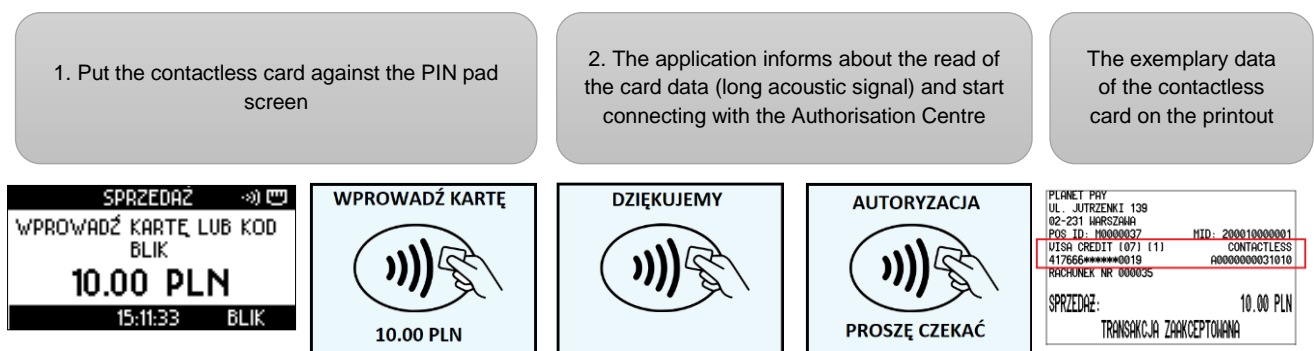 1. Put the contactless card against the PIN pad
screen
2. The application informs about the read of
the card data (long acoustic signal) and start
connecting with the Authorisation Centre
The exemplary data
of the contactless
card on the printout
SPRZEDAŻ
WPROWADŹ KARTĘ LUB KOD
BLIK
10.00 PLN
15:11:33 BLIK
WPROWADŹ KARTĘ
10.00 PLN
DZIĘKUJEMY
AUTORYZACJA
PROSZĘ CZEKAĆ
PLANET PAY
UL. JUTRZENKI 139
02-231 WARSZAWA
POS ID: M0000037 MID: 200010000001
VISA CREDIT [07] [1] CONTACTLESS
417666******0019 A0000000031010
RACHUNEK NR 000035
SPRZEDAŻ: 10.00 PLN
TRANSAKCJA ZAAKCEPTOWANA